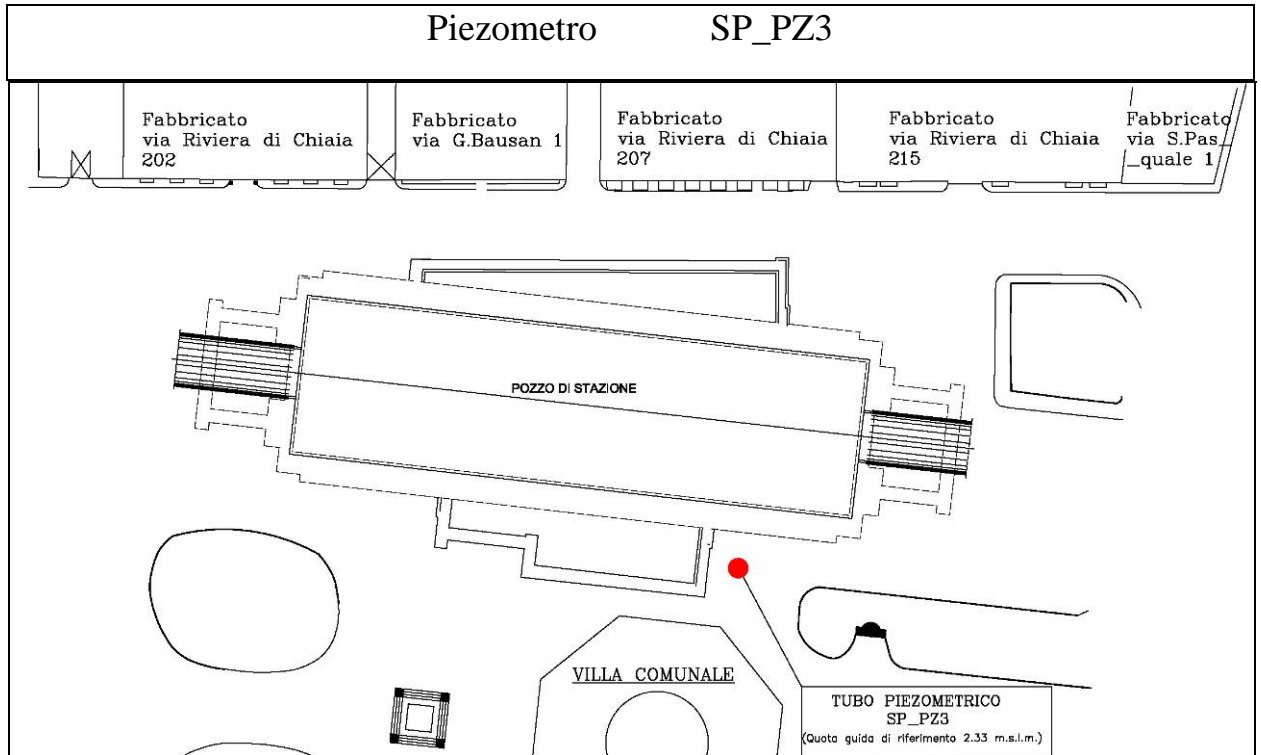 Piezometro SP_PZ3
Fabbricato
via Riviera di Chiaia
202
Fabbricato
via G.Bausan 1
Fabbricato
via Riviera di Chiaia
207
Fabbricato
via Riviera di Chiaia
215
Fabbricato
via S.Pas_
_quale 1
POZZO DI STAZIONE
VILLA COMUNALE
TUBO PIEZOMETRICO
SP_PZ3
(Quota guida di riferimento 2.33 m.s.l.m.)